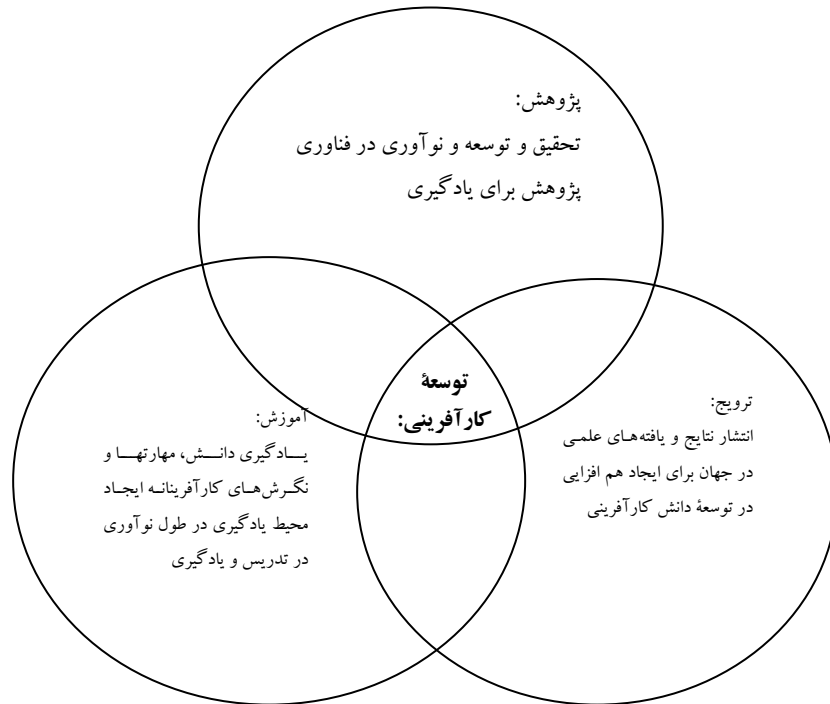 پژوهش:
تحقیق و توسعه و نوآوری در فناوری
پژوهش برای یادگیری
توسعهٔ
کارآفرینی:
ترویج:
انتشار نتایج و یافته‌های علمی
در جهان برای ایجاد هم افزایی
در توسعهٔ دانش کارآفرینی
آموزش:
یادگیری دانش، مهارتها و
نگرش‌های کارآفرینانه ایجاد
محیط یادگیری در طول نوآوری
در تدریس و یادگیری